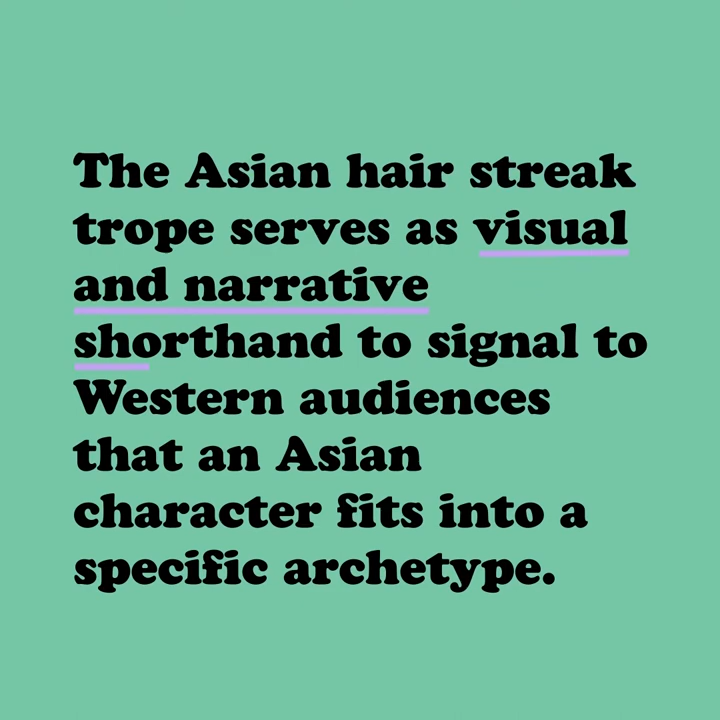 The Asian hair streak
trope serves as visual
and narrative
shorthand to signal to
Western audiences
that an Asian
character fits into a
specific archetype.